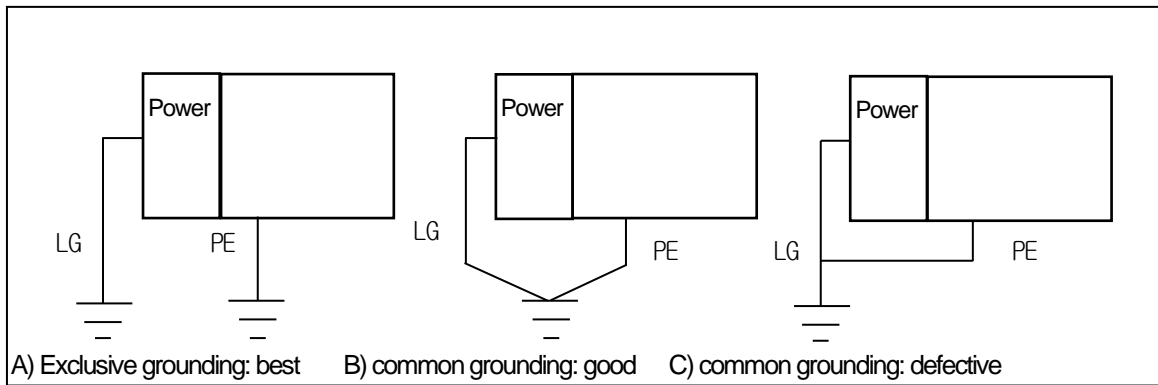 Power
Power
Power
LG
PE
LG
PE
LG
PE
A) Exclusive grounding: best
B) common grounding: good
C) common grounding: defective